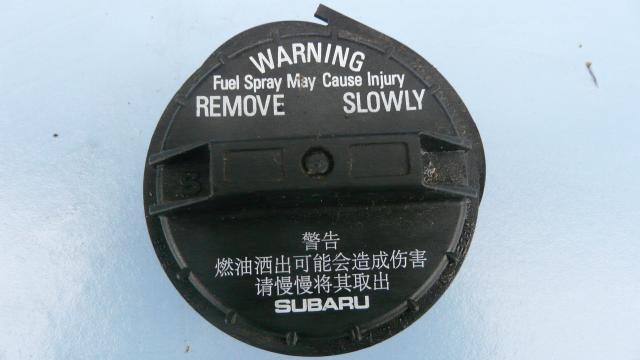 WARNING
Fuel Spray May Cause Injury
REMOVE SLOWLY
警告
燃油洒出可能会造成伤害
请慢慢将其取出
SUBARU